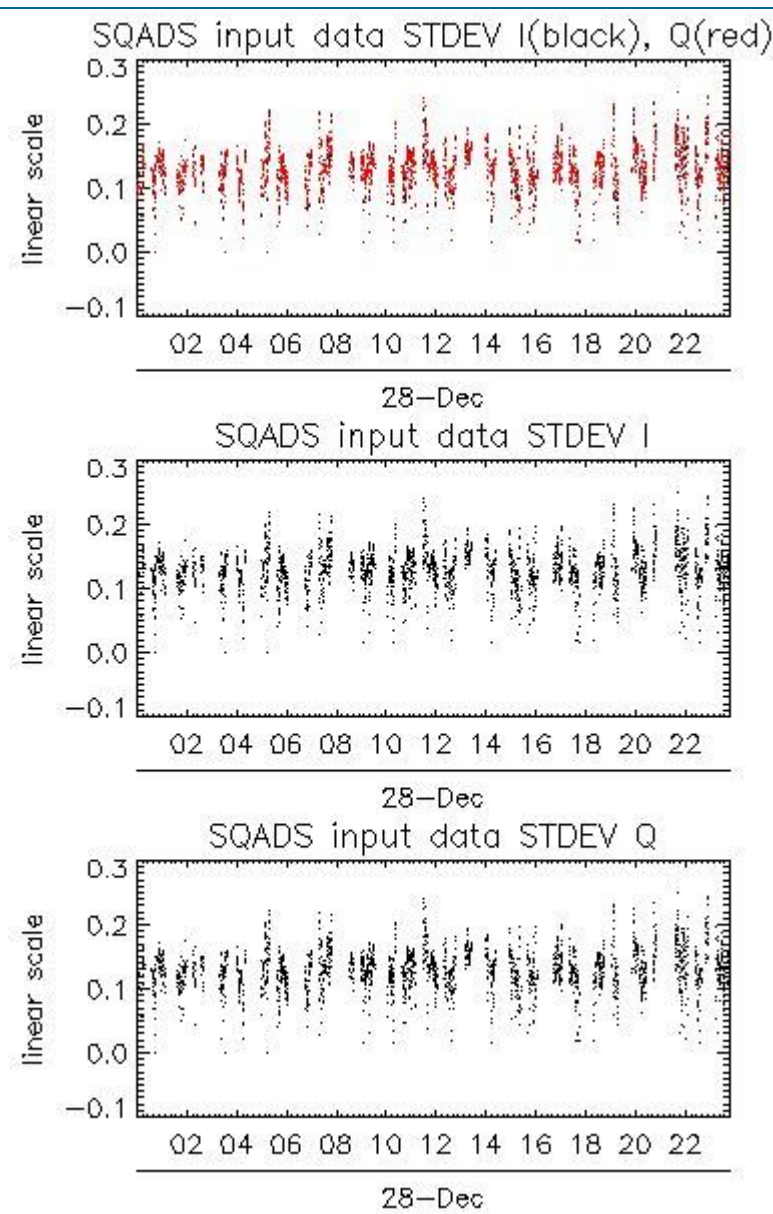 SQADS input data STDEV I(black), Q(red)
0.3
0.2
0.1
0.0
−0.1
linear scale
02 04 06 08 10 12 14 16 18 20 22
28−Dec
SQADS input data STDEV I
0.3
0.2
0.1
0.0
−0.1
linear scale
02 04 06 08 10 12 14 16 18 20 22
28−Dec
SQADS input data STDEV Q
0.3
0.2
0.1
0.0
−0.1
linear scale
02 04 06 08 10 12 14 16 18 20 22
28−Dec